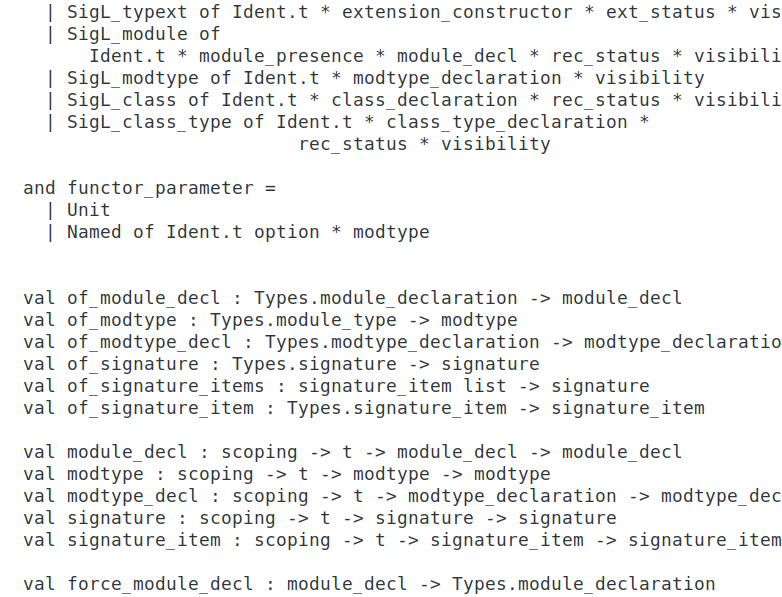 | SigL_typext of Ident.t * extension_constructor * ext_status * vis
| SigL_module of
Ident.t * module_presence * module_decl * rec_status * visibili
| SigL_modtype of Ident.t * modtype_declaration * visibility
| SigL_class of Ident.t * class_declaration * rec_status * visibili
| SigL_class_type of Ident.t * class_type_declaration *
rec_status * visibility
and functor_parameter =
| Unit
| Named of Ident.t option * modtype
val of_module_decl : Types.module_declaration -> module_decl
val of_modtype : Types.module_type -> modtype
val of_modtype_decl : Types.modtype_declaration -> modtype_declaratio
val of_signature : Types.signature -> signature
val of_signature_items : signature_item list -> signature
val of_signature_item : Types.signature_item -> signature_item
val module_decl : scoping -> t -> module_decl -> module_decl
val modtype : scoping -> t -> modtype -> modtype
val modtype_decl : scoping -> t -> modtype_declaration -> modtype_dec
val signature : scoping -> t -> signature -> signature
val signature_item : scoping -> t -> signature_item -> signature_item
val force_module_decl : module_decl -> Types.module_declaration